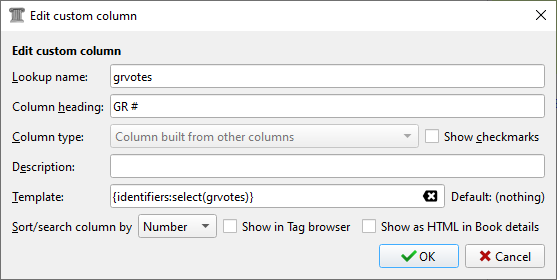 Edit custom column
Edit custom column
Lookup name: grvotes
Column heading: GR #
Column type: Column built from other columns Show checkmarks
Description:
Template: {identifiers:select(grvotes)} Default: (nothing)
Sort/search column by Number Show in Tag browser Show as HTML in Book details
OK Cancel